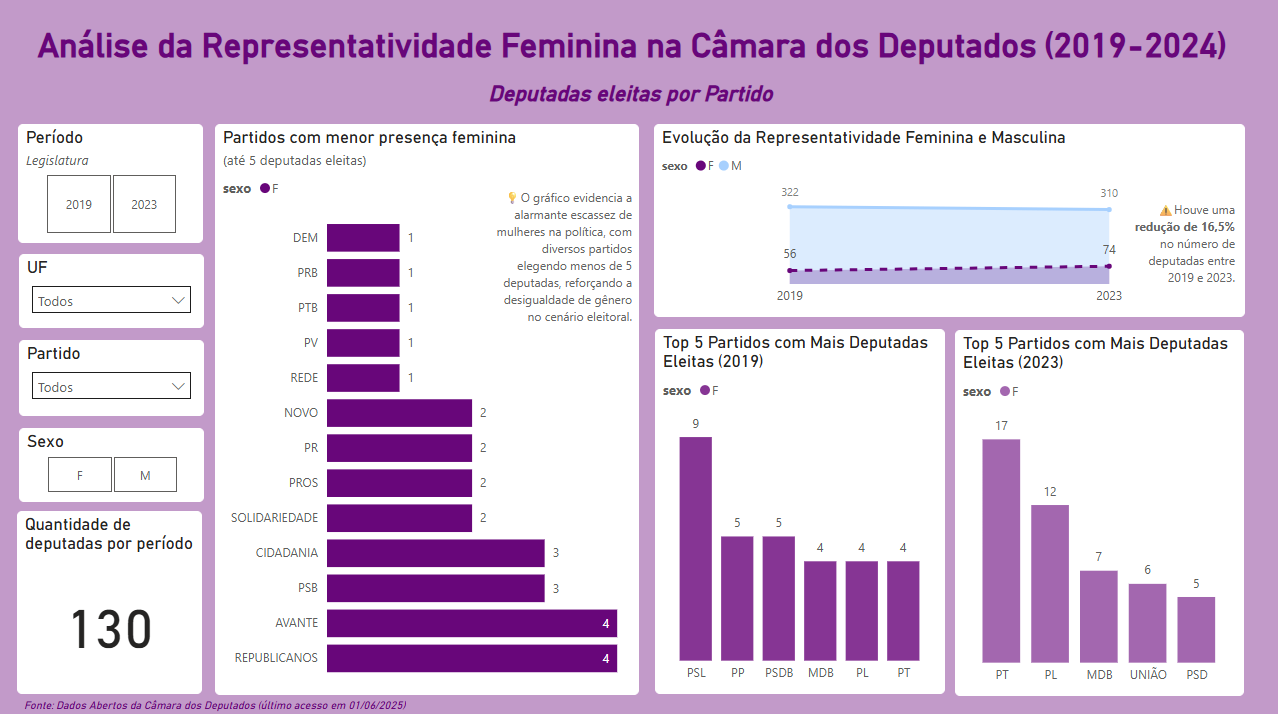 Análise da Representatividade Feminina na Câmara dos Deputados (2019-2024)
Deputadas eleitas por Partido
Período
Legislatura
2019
2023
UF
Todos
Partido
Todos
Sexo
F
M
Quantidade de
deputadas por período
130
Partidos com menor presença feminina
(até 5 deputadas eleitas)
sexo F
💡 O gráfico evidencia a
alarmante escassez de
mulheres na política, com
diversos partidos
elegendo menos de 5
deputadas, reforçando a
desigualdade de gênero
no cenário eleitoral.
DEM 1
PRB 1
PTB 1
PV 1
REDE 1
NOVO 2
PR 2
PROS 2
SOLIDARIEDADE 2
CIDADANIA 3
PSB 3
AVANTE 4
REPUBLICANOS 4
Evolução da Representatividade Feminina e Masculina
sexo F M
322 310
56 74
2019 2023
⚠️ Houve uma
redução de 16,5%
no número de
deputadas entre
2019 e 2023.
Top 5 Partidos com Mais Deputadas
Eleitas (2019)
sexo F
9 5 5 4 4 4
PSL PP PSDB MDB PL PT
Top 5 Partidos com Mais Deputadas
Eleitas (2023)
sexo F
17 12 7 6 5
PT PL MDB UNIÃO PSD
Fonte: Dados Abertos da Câmara dos Deputados (último acesso em 01/06/2025)